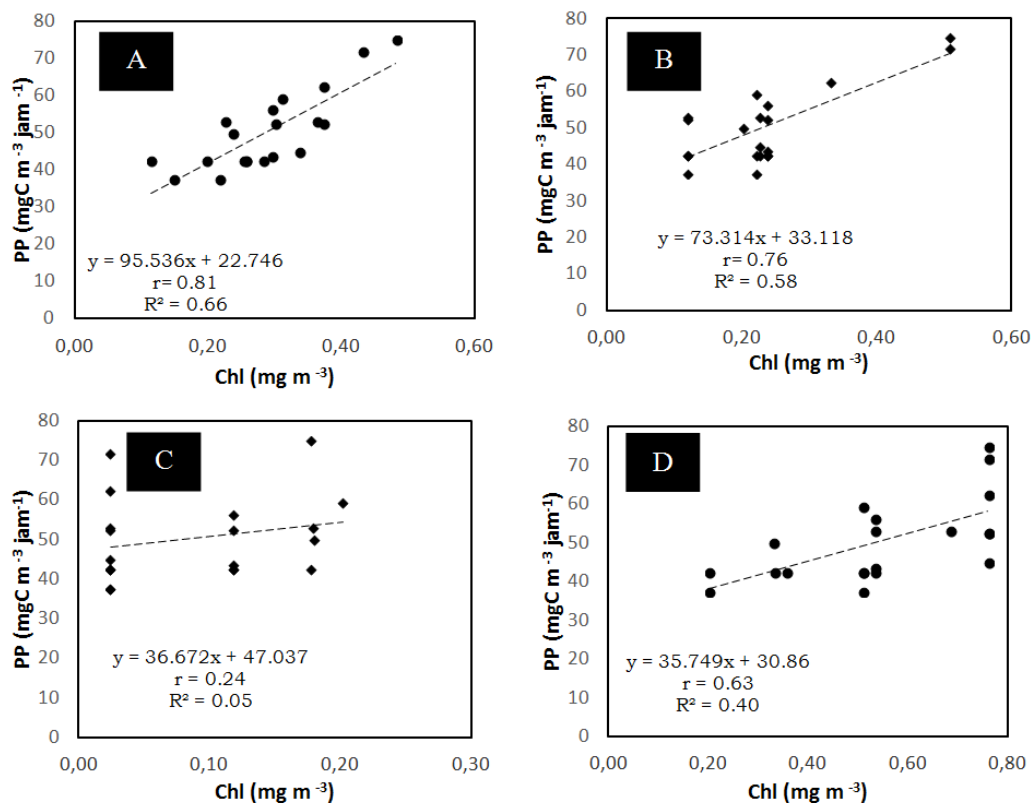 A
PP (mgC m⁻³ jam⁻¹)
80
70
60
50
40
30
20
10
0
y = 95.536x + 22.746
r= 0.81
R² = 0.66
0,00 0,20 0,40 0,60
Chl (mg m⁻³)
B
PP (mgC m⁻³ jam⁻¹)
80
70
60
50
40
30
20
10
0
y = 73.314x + 33.118
r= 0.76
R² = 0.58
0,00 0,20 0,40 0,60
Chl (mg m⁻³)
C
PP (mgC m⁻³ jam⁻¹)
80
70
60
50
40
30
20
10
0
y = 36.672x + 47.037
r = 0.24
R² = 0.05
0,00 0,10 0,20 0,30
Chl (mg m⁻³)
D
PP (mgC m⁻³ jam⁻¹)
80
70
60
50
40
30
20
10
0
y = 35.749x + 30.86
r = 0.63
R² = 0.40
0,00 0,20 0,40 0,60 0,80
Chl (mg m⁻³)